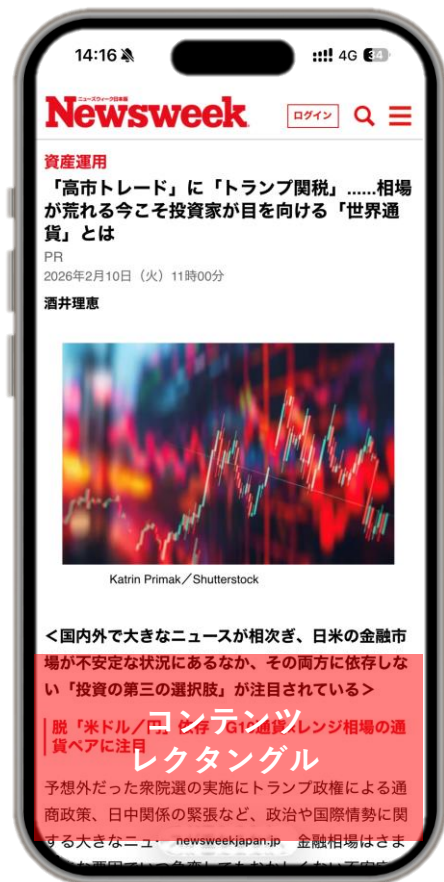 14:16
4G 34
ニューズウィーク日本版
Newsweek
ログイン
資産運用
「高市トレード」に「トランプ関税」......相場
が荒れる今こそ投資家が目を向ける「世界通
貨」とは
PR
2026年2月10日（火）11時00分
酒井理恵
Katrin Primak／Shutterstock
＜国内外で大きなニュースが相次ぎ、日米の金融市
場が不安定な状況にあるなか、その両方に依存しな
い「投資の第三の選択肢」が注目されている＞
脱「米ドル／円」依存 G10通貨 レンジ相場の通
貨ペアに注目
コンテンツ
レクタングル
予想外だった衆院選の実施にトランプ政権による通
商政策、日中関係の緊張など、政治や国際情勢に関
する大きなニュ 金融相場はさま
newsweekjapan.jp